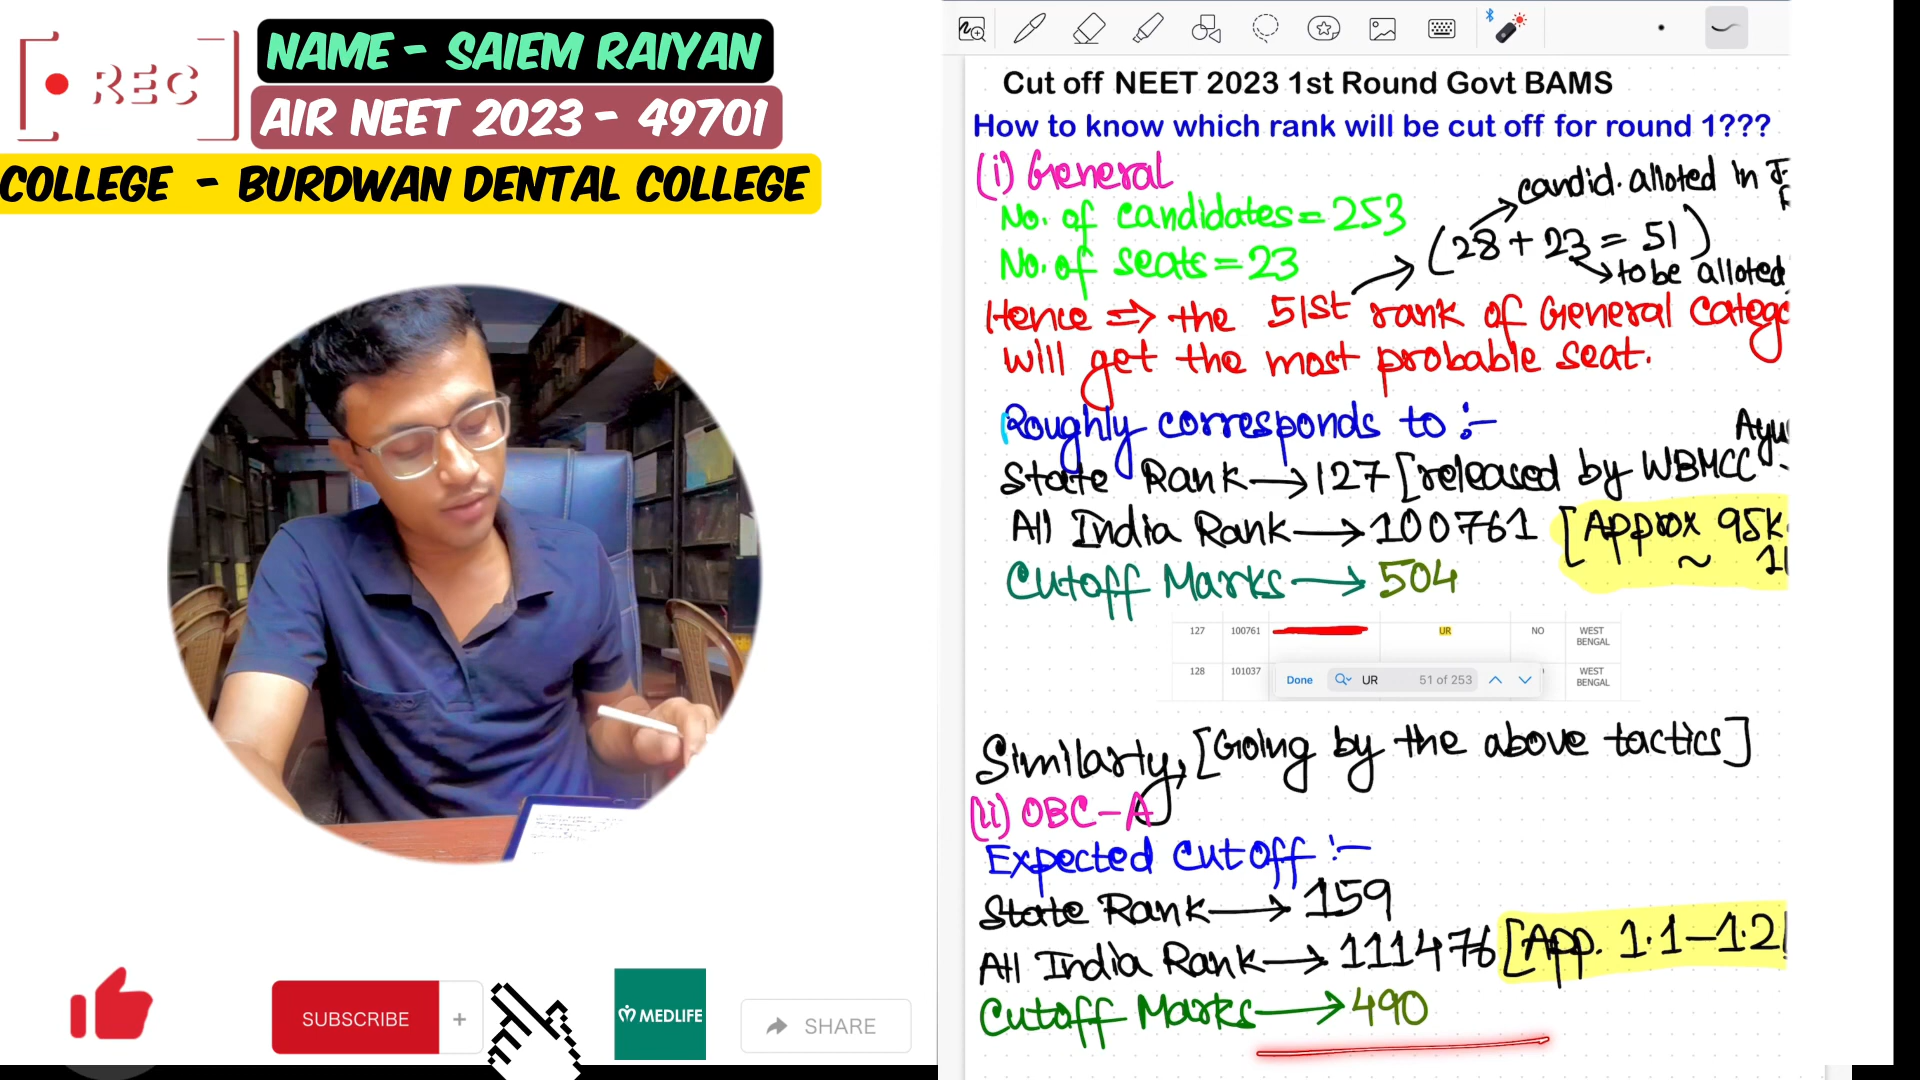 REC
NAME - SAIEM RAIYAN
AIR NEET 2023 - 49701
COLLEGE - BURDWAN DENTAL COLLEGE
SUBSCRIBE +
MEDLIFE
SHARE
Cut off NEET 2023 1st Round Govt BAMS
How to know which rank will be cut off for round 1???
(i) General
candid. alloted in
No. of candidates = 253
(28 + 23 = 51)
No. of seats = 23
to be alloted
Hence => the 51st rank of General
will get the most probable seat.
Roughly corresponds to :-
State Rank → 127 [released by WBMCC
All India Rank → 100761 [Approx 95K
~
Cutoff Marks → 504
127 100761 UR NO WEST BENGAL
128 101037 WEST BENGAL
Done UR 51 of 253
Similarty, [Going by the above tactics]
(ii) OBC-A
Expected Cutoff :-
State Rank → 159
All India Rank → 111476 [App. 1.1-1.2
Cutoff Marks → 490